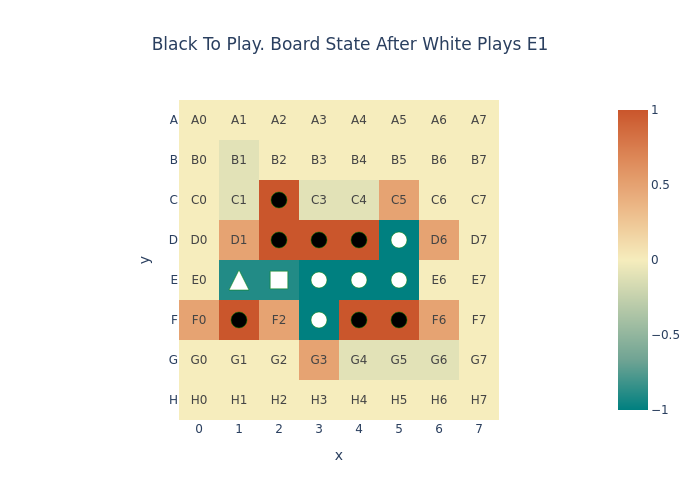 Black To Play. Board State After White Plays E1
A A0 A1 A2 A3 A4 A5 A6 A7
B B0 B1 B2 B3 B4 B5 B6 B7
C C0 C1 C3 C4 C5 C6 C7
D D0 D1 D6 D7
E E0 E6 E7
F F0 F2 F6 F7
G G0 G1 G2 G3 G4 G5 G6 G7
H H0 H1 H2 H3 H4 H5 H6 H7
0 1 2 3 4 5 6 7
x
y
1
0.5
0
−0.5
−1